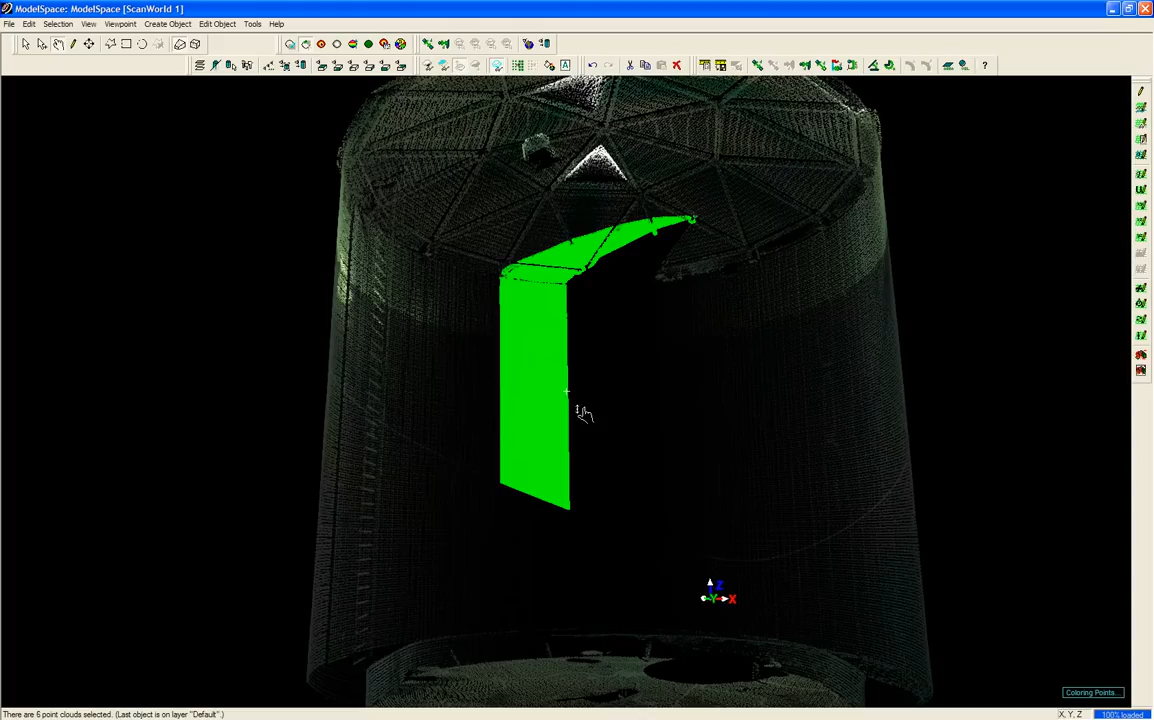 ModelSpace: ModelSpace [ScanWorld 1]
File Edit Selection View Viewpoint Create Object Edit Object Tools Help
A ?
U
Z
Y X
Coloring Points...
There are 6 point clouds selected. (Last object is on layer "Default".)
X, Y, Z
100% loaded